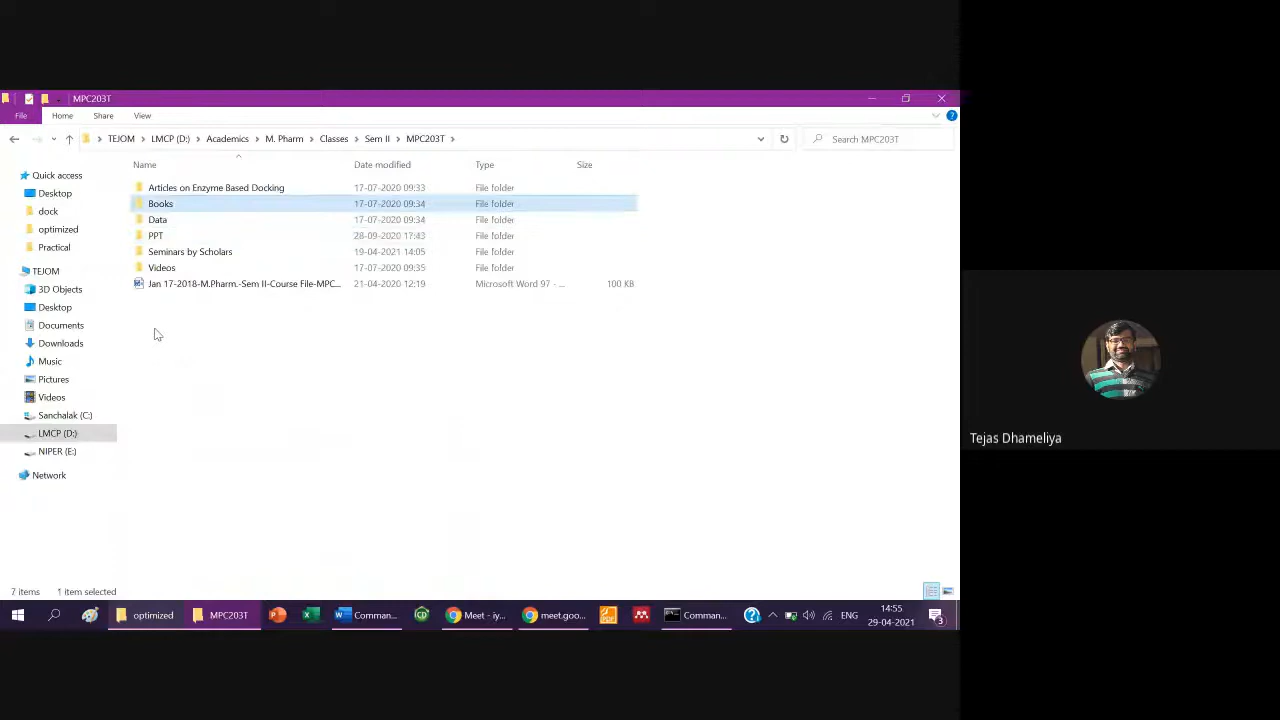 MPC203T
File Home Share View
TEJOM LMCP (D:) Academics M. Pharm Classes Sem II MPC203T Search MPC203T
Name Date modified Type Size
Quick access
Desktop
dock
optimized
Practical
TEJOM
3D Objects
Desktop
Documents
Downloads
Music
Pictures
Videos
Sanchalak (C:)
LMCP (D:)
NIPER (E:)
Network
Articles on Enzyme Based Docking 17-07-2020 09:33 File folder
Books 17-07-2020 09:34 File folder
Data 17-07-2020 09:34 File folder
PPT 28-09-2020 17:43 File folder
Seminars by Scholars 19-04-2021 14:05 File folder
Videos 17-07-2020 09:35 File folder
Jan 17-2018-M.Pharm.-Sem II-Course File-MPC... 21-04-2020 12:19 Microsoft Word 97 - ... 100 KB
Tejas Dhameliya
7 items 1 item selected
optimized MPC203T Comman... Meet - iy... meet.goo... Comman... ENG 14:55
29-04-2021 3